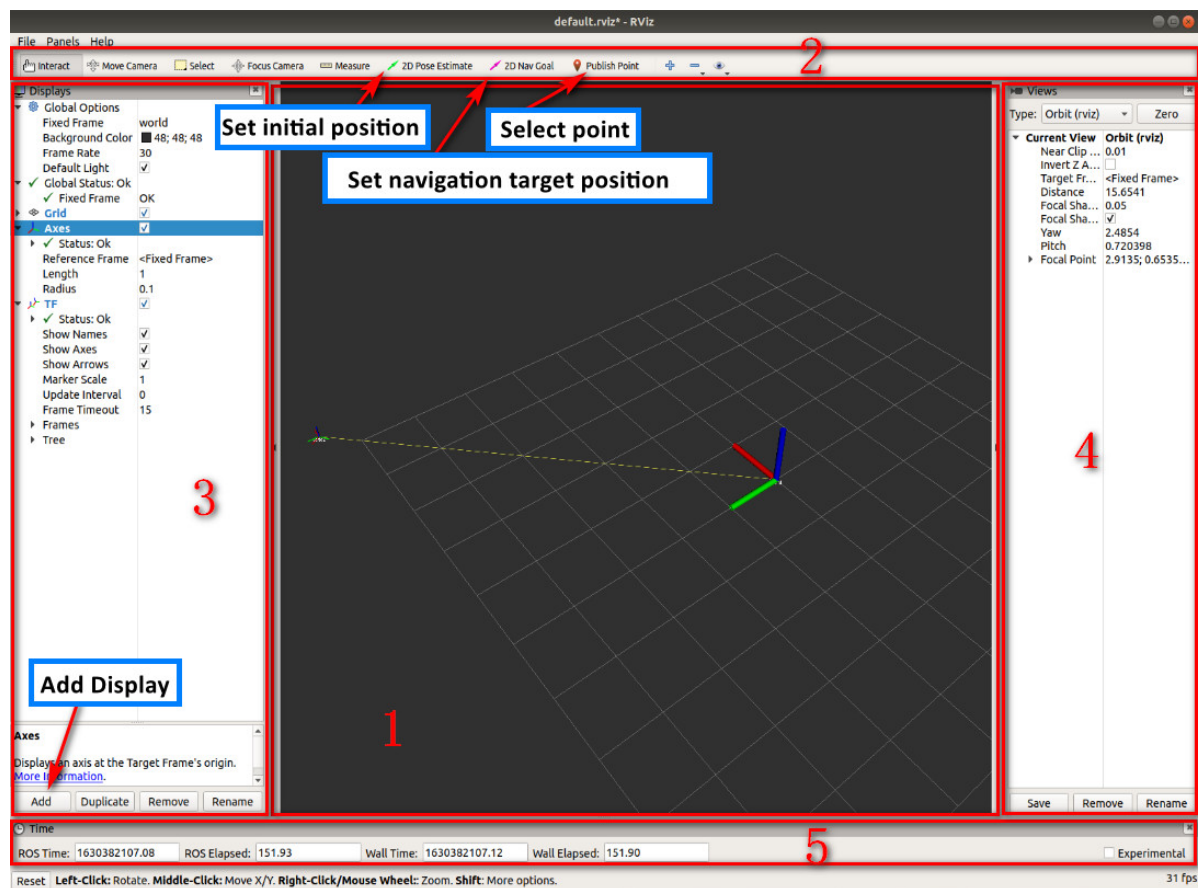 default.rviz* - RViz
File Panels Help
Interact Move Camera Select Focus Camera Measure 2D Pose Estimate 2D Nav Goal Publish Point
2
Displays
Global Options
Fixed Frame world
Background Color 48; 48; 48
Frame Rate 30
Default Light
Global Status: Ok
Fixed Frame OK
Grid
Axes
Status: Ok
Reference Frame <Fixed Frame>
Length 1
Radius 0.1
TF
Status: Ok
Show Names
Show Axes
Show Arrows
Marker Scale 1
Update Interval 0
Frame Timeout 15
Frames
Tree
3
Add Display
Axes
Displays an axis at the Target Frame's origin.
More Information.
Add Duplicate Remove Rename
Set initial position
Select point
Set navigation target position
1
Views
Type: Orbit (rviz) Zero
Current View Orbit (rviz)
Near Clip ... 0.01
Invert Z A...
Target Fr... <Fixed Frame>
Distance 15.6541
Focal Sha... 0.05
Focal Sha...
Yaw 2.4854
Pitch 0.720398
Focal Point 2.9135; 0.6535...
4
Save Remove Rename
Time
5
ROS Time: 1630382107.08 ROS Elapsed: 151.93 Wall Time: 1630382107.12 Wall Elapsed: 151.90 Experimental
Reset Left-Click: Rotate. Middle-Click: Move X/Y. Right-Click/Mouse Wheel:: Zoom. Shift: More options. 31 fps